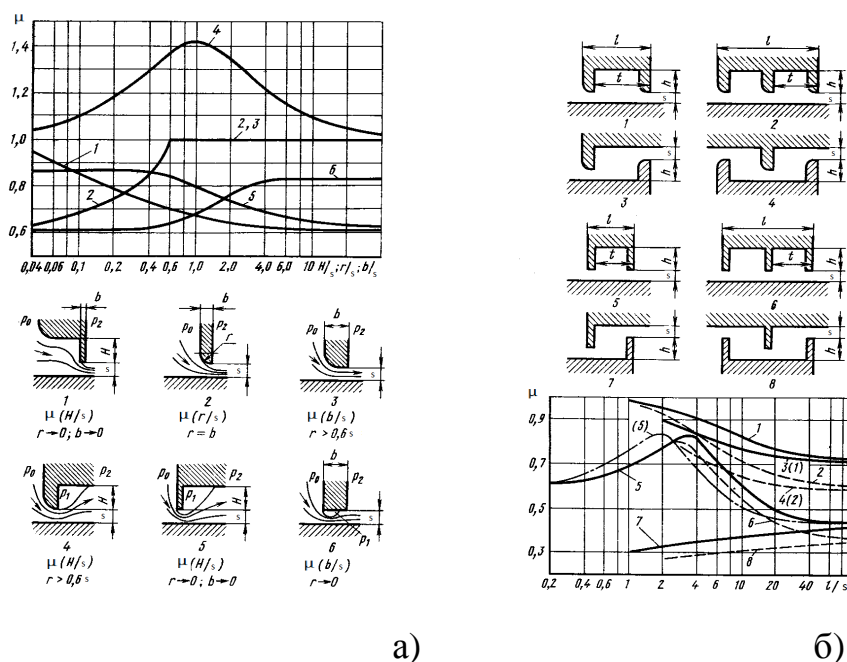 μ
1,4
1,2
1,0
0,8
0,6
4
1
2,3
2
6
5
0,04 0,06 0,1 0,2 0,4 0,6 1,0 2,0 4,0 6,0 10 H/s; r/s; b/s
b
p₀ p₂
H
s
1
μ(H/s)
r→0; b→0
b
p₀ p₂
r
s
2
μ(r/s)
r = b
b
p₀ p₂
s
3
μ(b/s)
r > 0,6s
p₀ p₂
p₁
H
s
4
μ(H/s)
r > 0,6s
p₀ p₂
p₁
H
s
5
μ(H/s)
r→0; b→0
b
p₀ p₂
s
p₁
6
μ(b/s)
r→0
а)
l
t
h
s
1
l
t
h
s
2
s
h
3
s
h
4
l
t
h
s
5
l
t
h
s
6
s
h
7
s
h
8
μ
0,9
0,7
0,5
0,3
(5)
1
3(1)
2
4(2)
5
6
7
8
0,2 0,4 0,6 1 2 4 6 10 20 40 l/s
б)